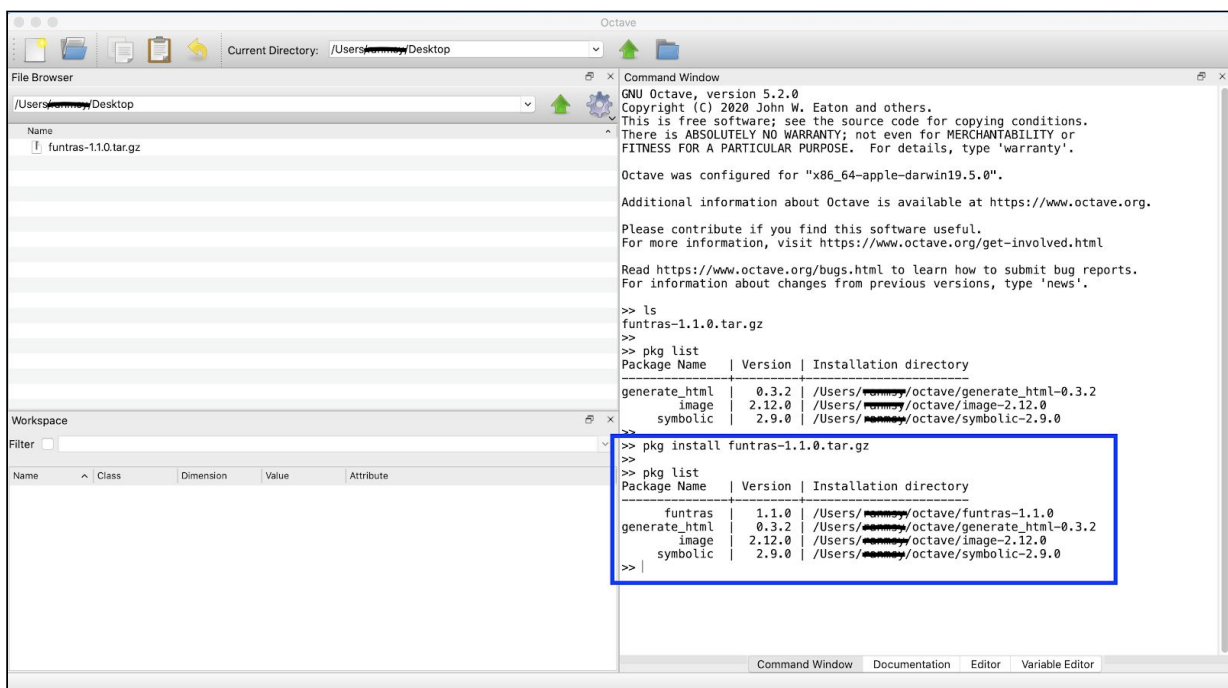 Octave
Current Directory: /Users/ /Desktop
File Browser
/Users/ /Desktop
Name
funtras-1.1.0.tar.gz
Workspace
Filter
Name Class Dimension Value Attribute
Command Window
GNU Octave, version 5.2.0
Copyright (C) 2020 John W. Eaton and others.
This is free software; see the source code for copying conditions.
There is ABSOLUTELY NO WARRANTY; not even for MERCHANTABILITY or
FITNESS FOR A PARTICULAR PURPOSE.  For details, type 'warranty'.
Octave was configured for "x86_64-apple-darwin19.5.0".
Additional information about Octave is available at https://www.octave.org.
Please contribute if you find this software useful.
For more information, visit https://www.octave.org/get-involved.html
Read https://www.octave.org/bugs.html to learn how to submit bug reports.
For information about changes from previous versions, type 'news'.
>> ls
funtras-1.1.0.tar.gz
>>
>> pkg list
Package Name  | Version | Installation directory
--------------+---------+-----------------------
generate_html |   0.3.2 | /Users/ /octave/generate_html-0.3.2
image |  2.12.0 | /Users/ /octave/image-2.12.0
symbolic |   2.9.0 | /Users/ /octave/symbolic-2.9.0
>>
>> pkg install funtras-1.1.0.tar.gz
>>
>> pkg list
Package Name  | Version | Installation directory
--------------+---------+-----------------------
funtras |   1.1.0 | /Users/ /octave/funtras-1.1.0
generate_html |   0.3.2 | /Users/ /octave/generate_html-0.3.2
image |  2.12.0 | /Users/ /octave/image-2.12.0
symbolic |   2.9.0 | /Users/ /octave/symbolic-2.9.0
>>
Command Window Documentation Editor Variable Editor